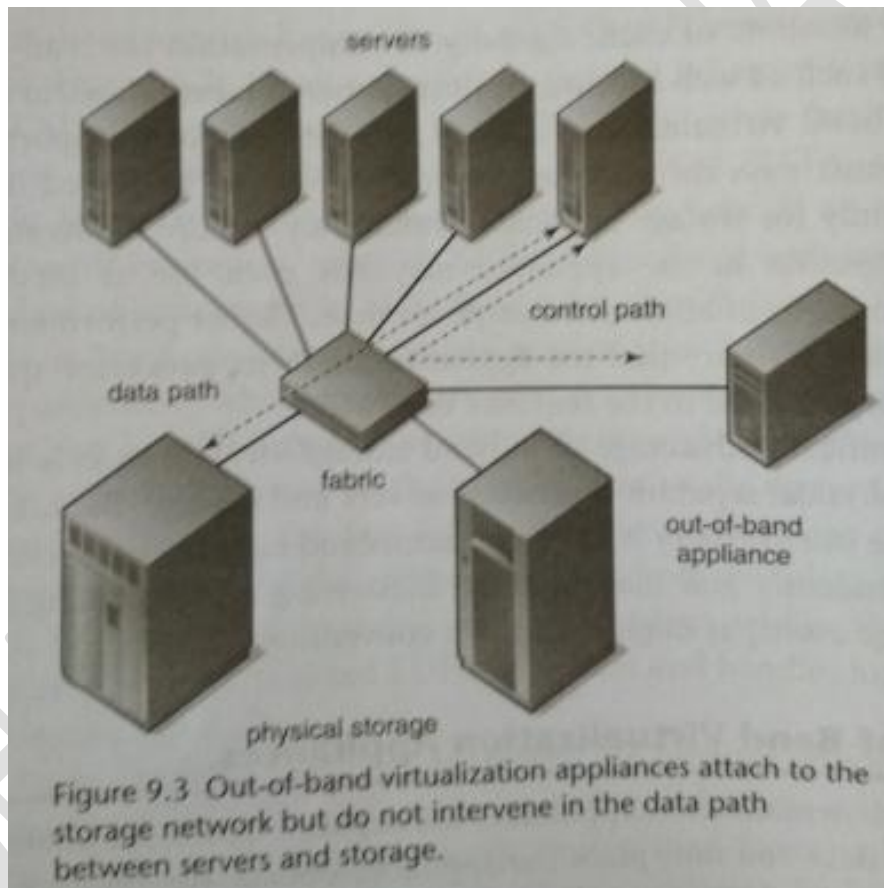 servers
control path
data path
fabric
out-of-band
appliance
physical storage
Figure 9.3 Out-of-band virtualization appliances attach to the
storage network but do not intervene in the data path
between servers and storage.